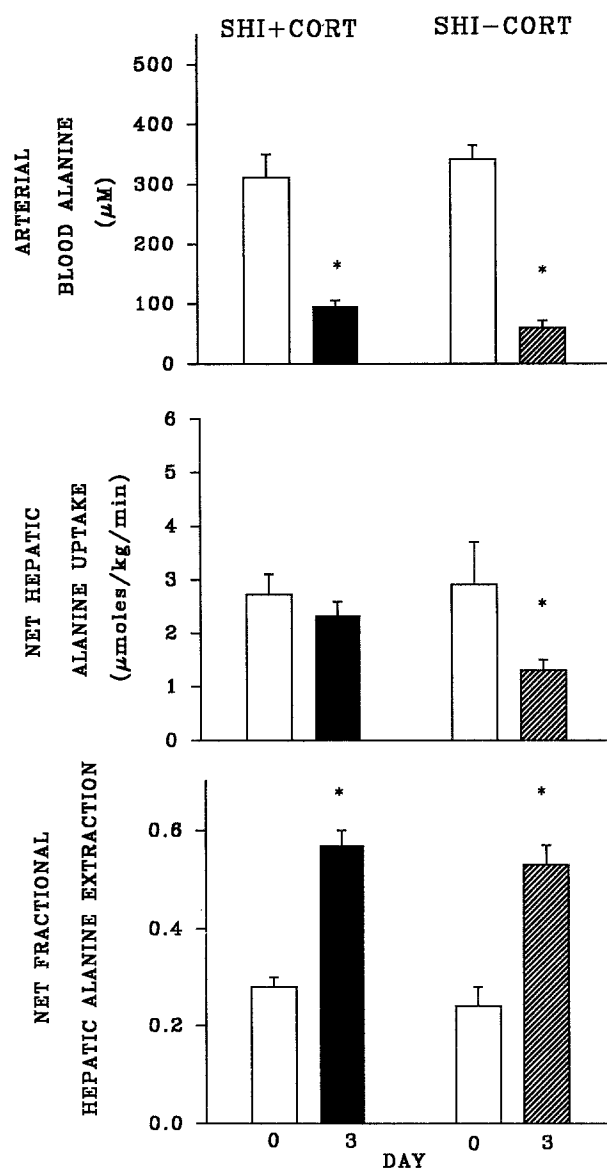 SHI+CORT SHI−CORT
ARTERIAL
BLOOD ALANINE
(μM)
500
400
300
200
100
0
*
*
NET HEPATIC
ALANINE UPTAKE
(μmoles/kg/min)
6
5
4
3
2
1
0
*
NET FRACTIONAL
HEPATIC ALANINE EXTRACTION
0.6
0.4
0.2
0.0
*
*
0 3 0 3
DAY